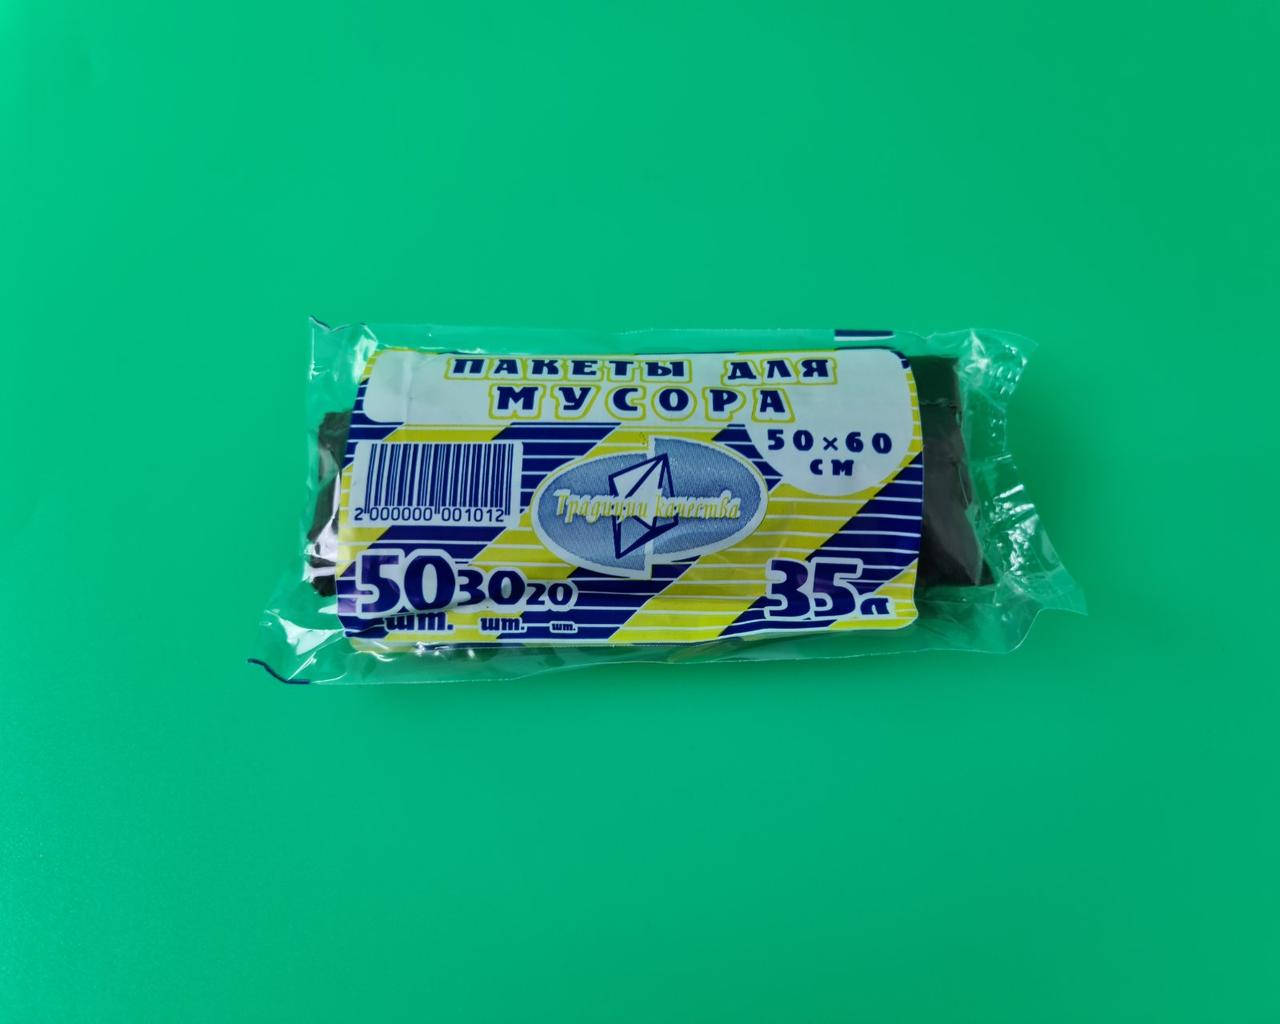 ПАКЕТЫ ДЛЯ
МУСОРА
50×60
см
2 000000 001012
Традиции качества
50 30 20
шт. шт. шт.
35л